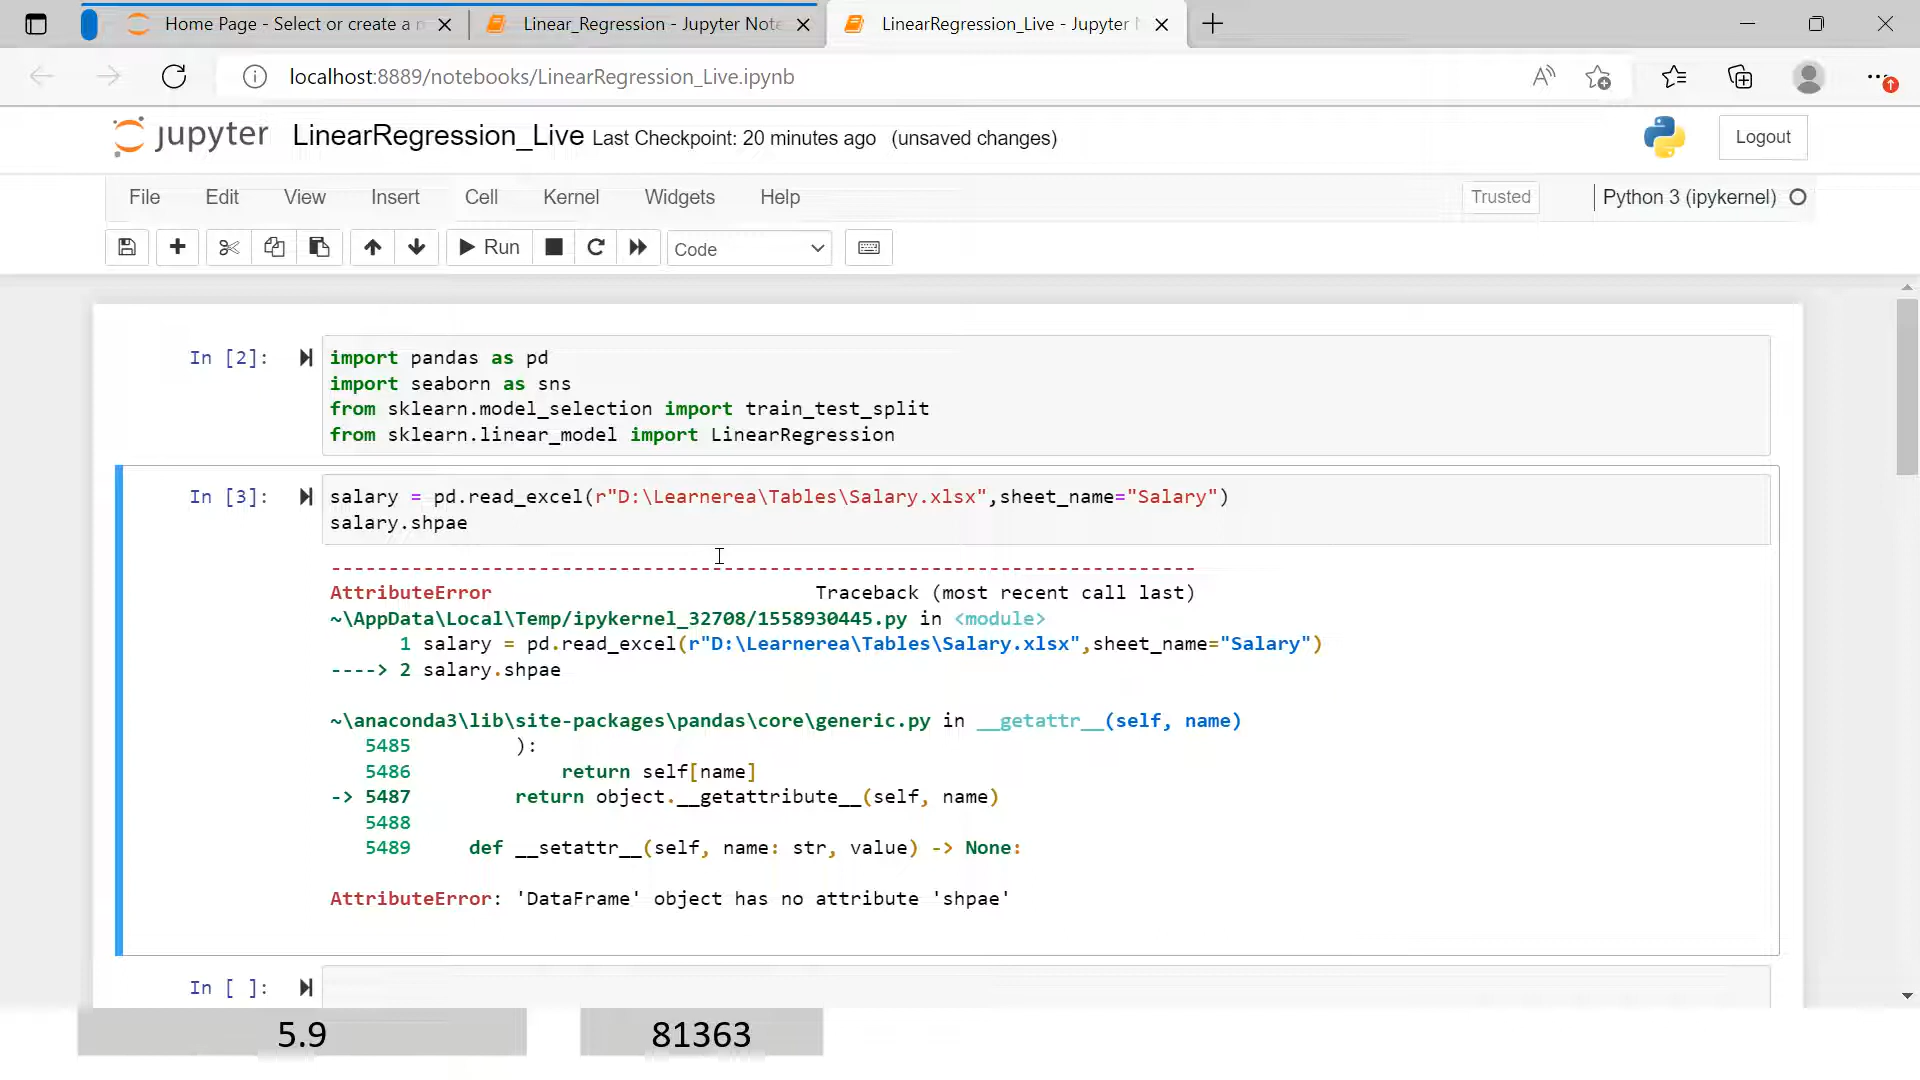 Home Page - Select or create a n
Linear_Regression - Jupyter Note
LinearRegression_Live - Jupyter N
localhost:8889/notebooks/LinearRegression_Live.ipynb
jupyter LinearRegression_Live Last Checkpoint: 20 minutes ago (unsaved changes)
Logout
File Edit View Insert Cell Kernel Widgets Help
Trusted
Python 3 (ipykernel)
Run
Code
In [2]:
import pandas as pd
import seaborn as sns
from sklearn.model_selection import train_test_split
from sklearn.linear_model import LinearRegression
In [3]:
salary = pd.read_excel(r"D:\Learnerea\Tables\Salary.xlsx",sheet_name="Salary")
salary.shpae
---------------------------------------------------------------------------
AttributeError                            Traceback (most recent call last)
~\AppData\Local\Temp/ipykernel_32708/1558930445.py in <module>
      1 salary = pd.read_excel(r"D:\Learnerea\Tables\Salary.xlsx",sheet_name="Salary")
----> 2 salary.shpae
~\anaconda3\lib\site-packages\pandas\core\generic.py in __getattr__(self, name)
   5485         ):
   5486             return self[name]
-> 5487         return object.__getattribute__(self, name)
   5488
   5489     def __setattr__(self, name: str, value) -> None:
AttributeError: 'DataFrame' object has no attribute 'shpae'
In [ ]:
5.9
81363